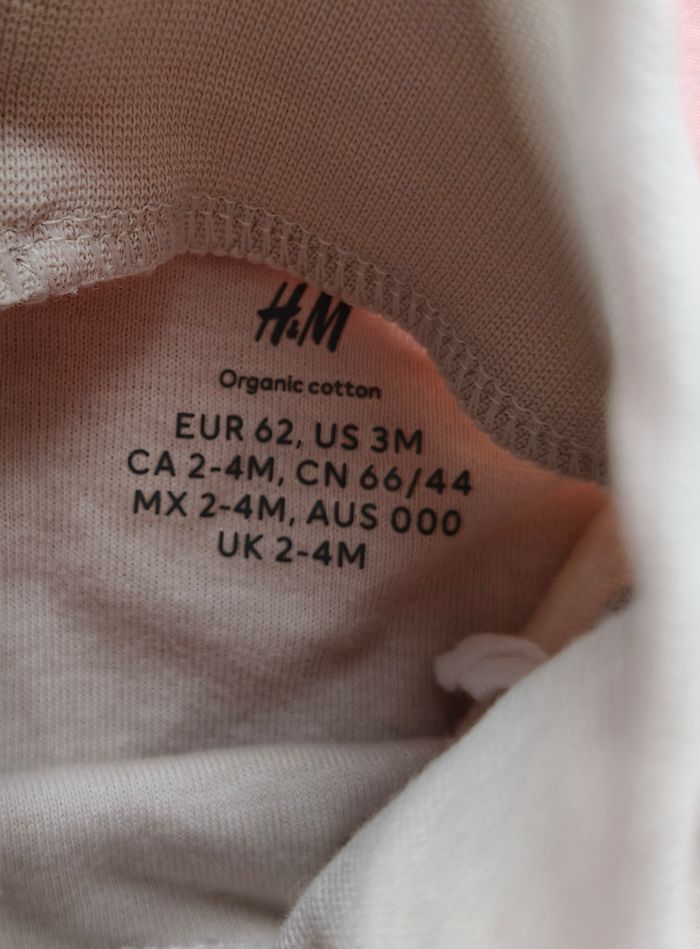 H&M
Organic cotton
EUR 62, US 3M
CA 2-4M, CN 66/44
MX 2-4M, AUS 000
UK 2-4M